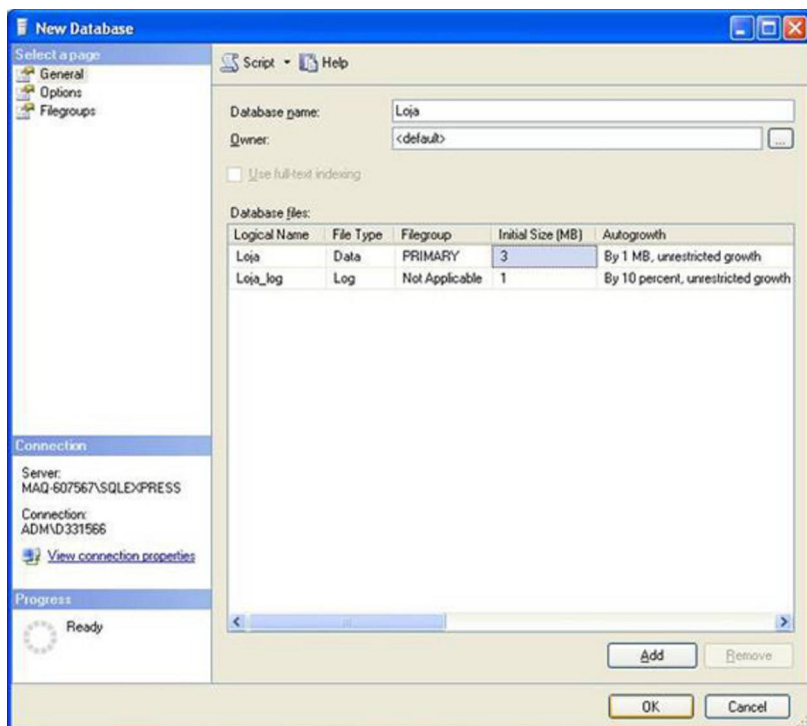 New Database
Select a page
General
Options
Filegroups
Script
Help
Database name:
Loja
Owner:
<default>
...
Use full-text indexing
Database files:
Logical Name File Type Filegroup Initial Size (MB) Autogrowth
Loja Data PRIMARY 3 By 1 MB, unrestricted growth
Loja_log Log Not Applicable 1 By 10 percent, unrestricted growth
Connection
Server:
MAQ-607567\SQLEXPRESS
Connection:
ADM\D331566
View connection properties
Progress
Ready
Add
Remove
OK
Cancel